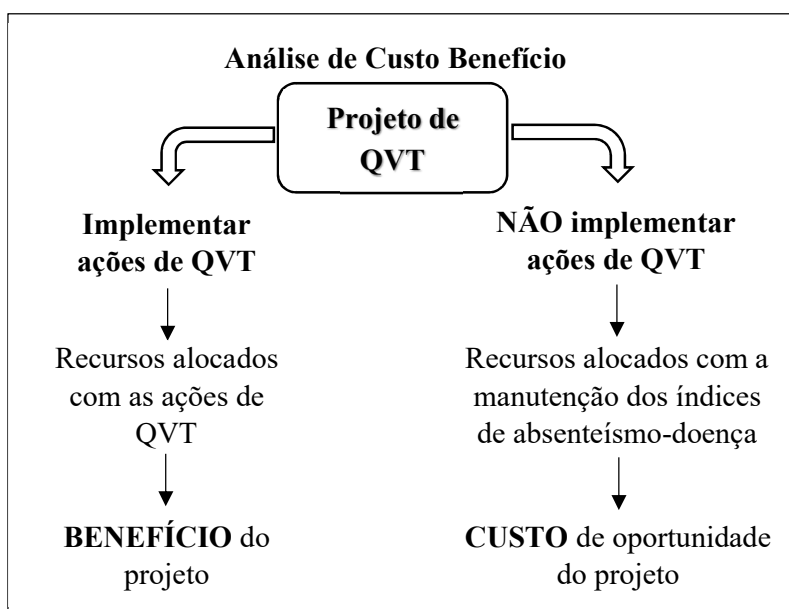 Análise de Custo Benefício
Projeto de
QVT
Implementar
ações de QVT
Recursos alocados
com as ações de
QVT
BENEFÍCIO do
projeto
NÃO implementar
ações de QVT
Recursos alocados com a
manutenção dos índices
de absenteísmo-doença
CUSTO de oportunidade
do projeto